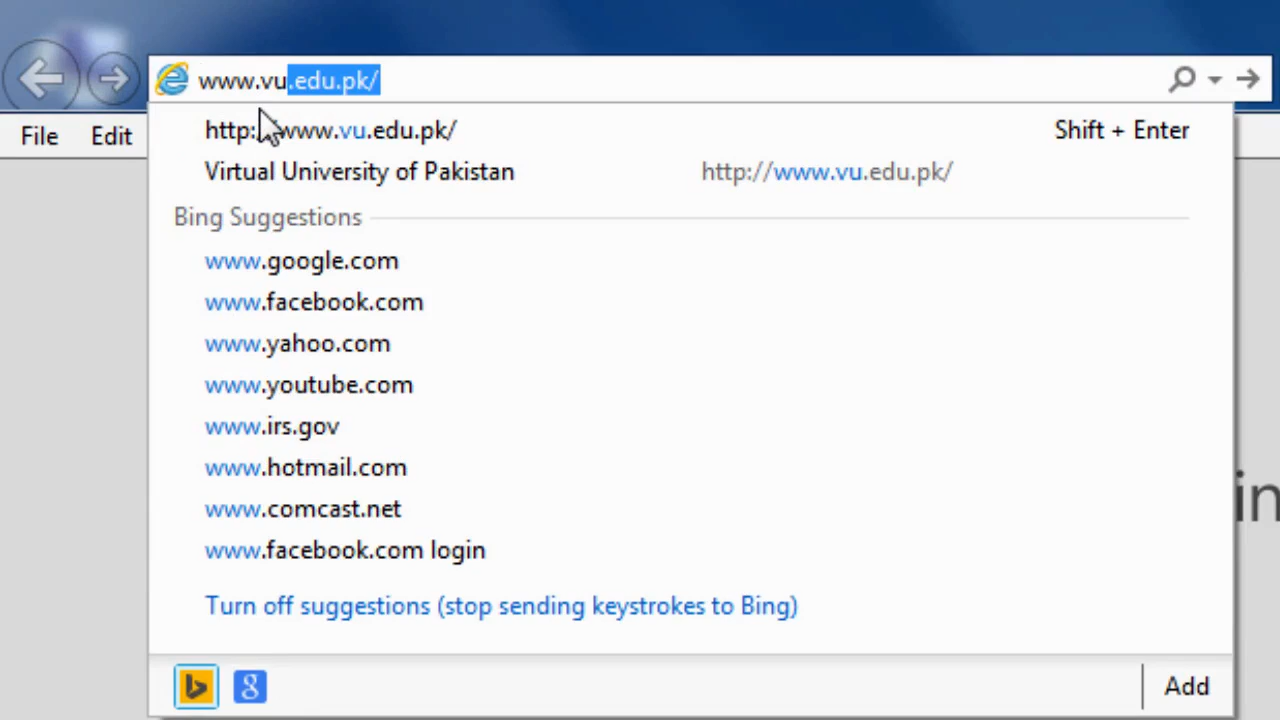 www.vu.edu.pk/
File Edit
http://www.vu.edu.pk/ Shift + Enter
Virtual University of Pakistan http://www.vu.edu.pk/
Bing Suggestions
www.google.com
www.facebook.com
www.yahoo.com
www.youtube.com
www.irs.gov
www.hotmail.com
in
www.comcast.net
www.facebook.com login
Turn off suggestions (stop sending keystrokes to Bing)
Add